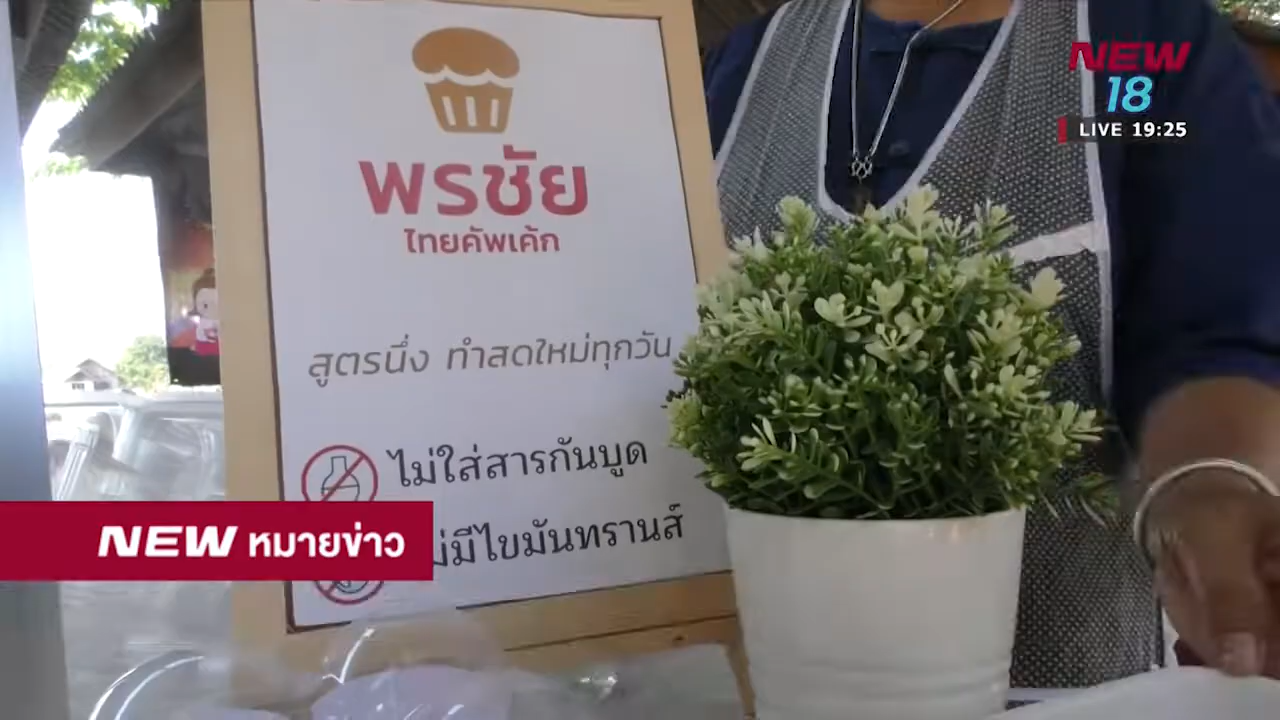 พรชัย
ไทยคัพเค้ก
สูตรนึ่ง ทำสดใหม่ทุกวัน
ไม่ใส่สารกันบูด
มีไขมันทรานส์
NEW หมายข่าว
NEW
18
LIVE 19:25